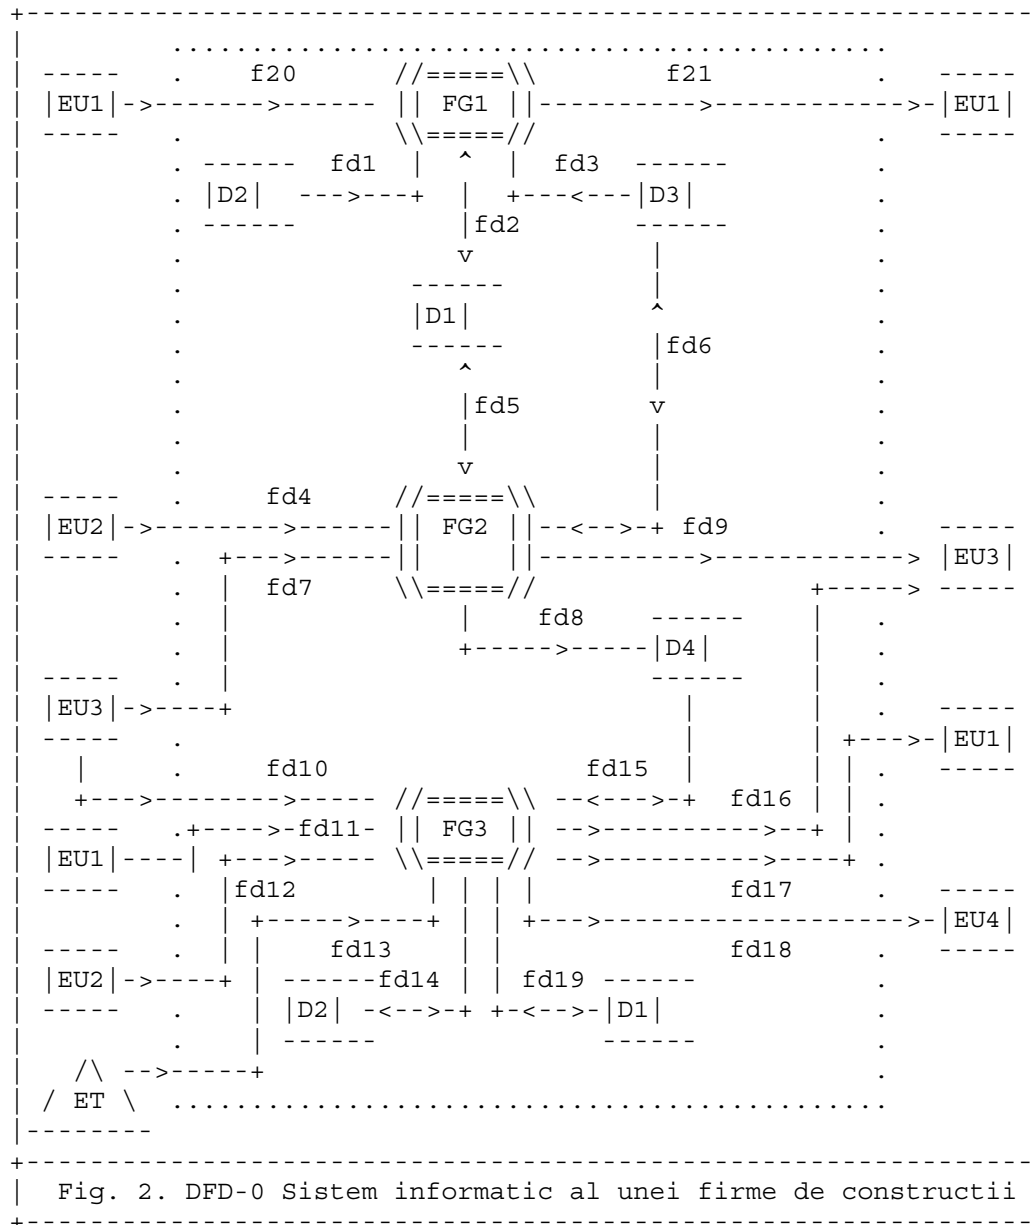 f20 f21
EU1 FG1 EU1
fd1 fd3
D2 D3
fd2
D1
fd6
fd5
fd4
EU2 FG2 fd9
EU3
fd7
fd8
D4
EU3
EU1
fd10 fd15
fd16
fd11 FG3
EU1
fd12 fd17
EU4
fd13 fd18
EU2 fd14 fd19
D2 D1
ET
Fig. 2. DFD-0 Sistem informatic al unei firme de constructii